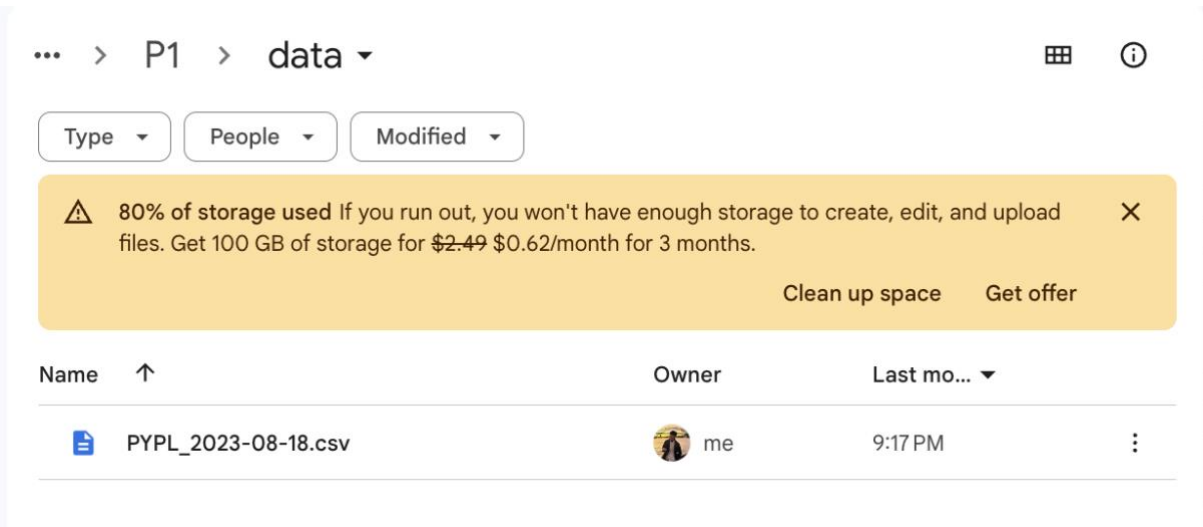 ... > P1 > data
Type People Modified
80% of storage used If you run out, you won't have enough storage to create, edit, and upload
files. Get 100 GB of storage for $2.49 $0.62/month for 3 months.
Clean up space Get offer
Name Owner Last mo...
PYPL_2023-08-18.csv me 9:17 PM